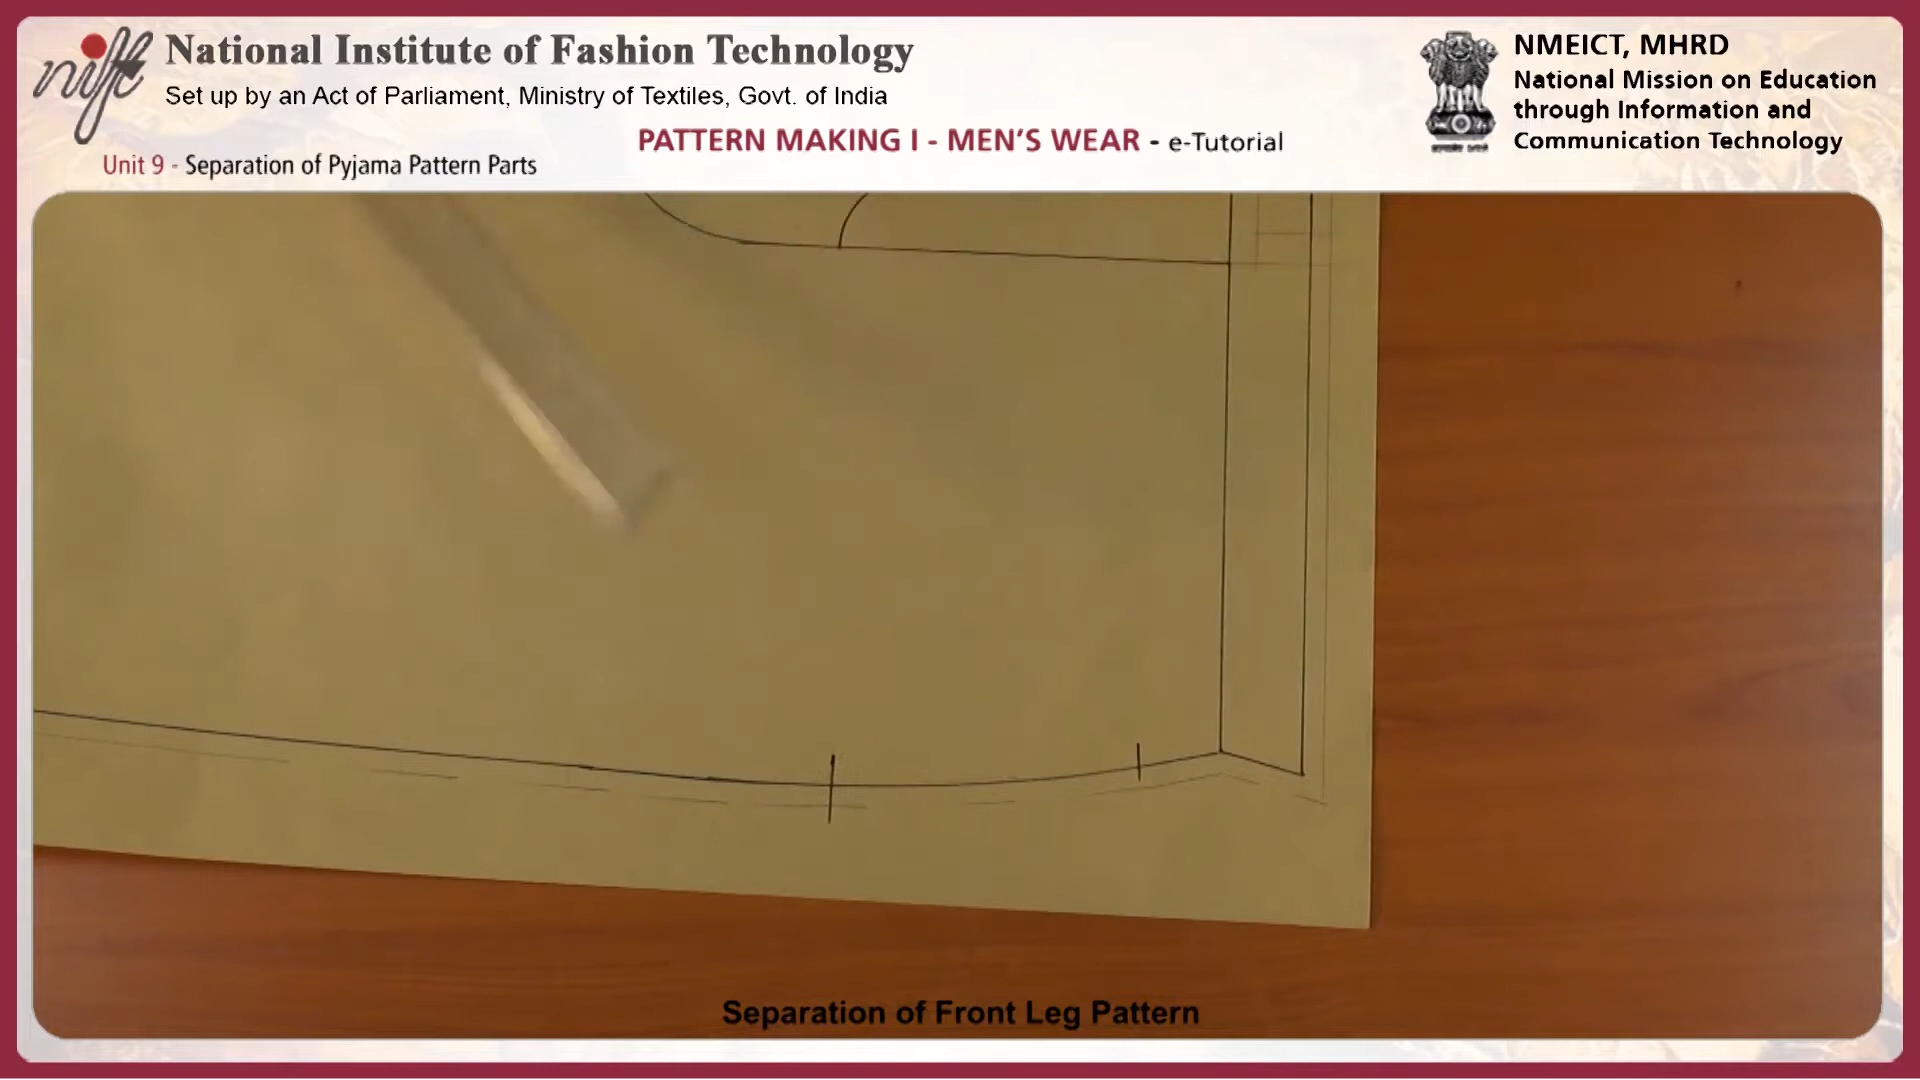 nift
National Institute of Fashion Technology
Set up by an Act of Parliament, Ministry of Textiles, Govt. of India
PATTERN MAKING I - MEN'S WEAR - e-Tutorial
Unit 9 - Separation of Pyjama Pattern Parts
NMEICT, MHRD
National Mission on Education
through Information and
Communication Technology
Separation of Front Leg Pattern